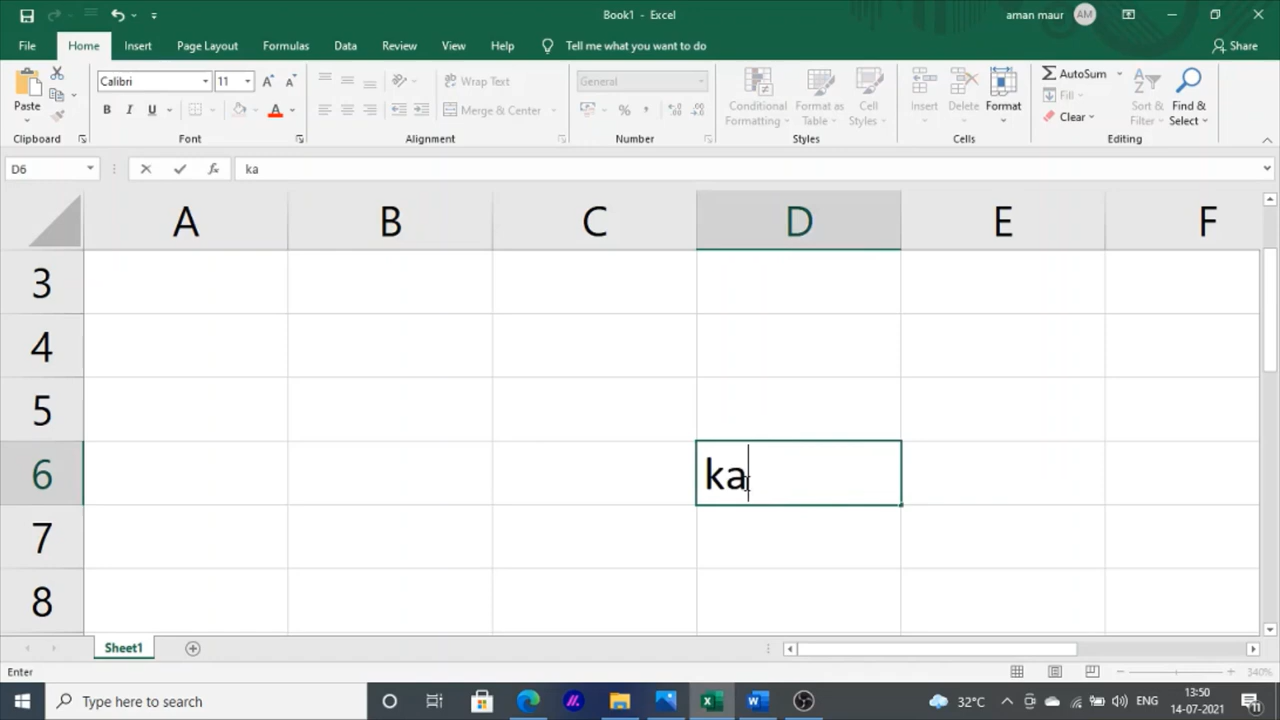 Book1 - Excel
aman maur AM
File Home Insert Page Layout Formulas Data Review View Help Tell me what you want to do Share
Paste Calibri 11 Wrap Text General Conditional Formatting Format as Table Cell Styles Insert Delete Format AutoSum Fill Clear Sort & Filter Find & Select
B I U A Merge & Center % ,
Clipboard Font Alignment Number Styles Cells Editing
D6 fx ka
A B C D E F
3
4
5
6 ka
7
8
Sheet1
Enter 340%
Type here to search 32°C ENG 13:50
14-07-2021